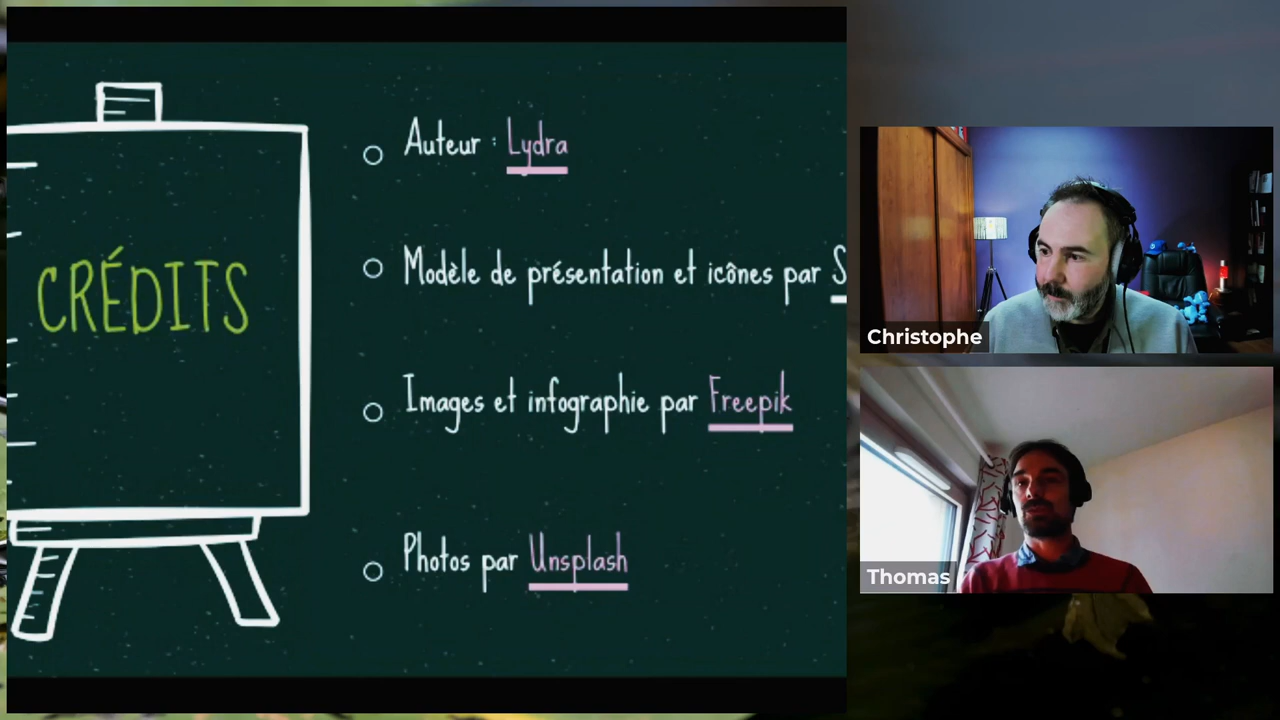 CRÉDITS
Auteur : Lydra
Modèle de présentation et icônes par S
Images et infographie par Freepik
Photos par Unsplash
Christophe
Thomas